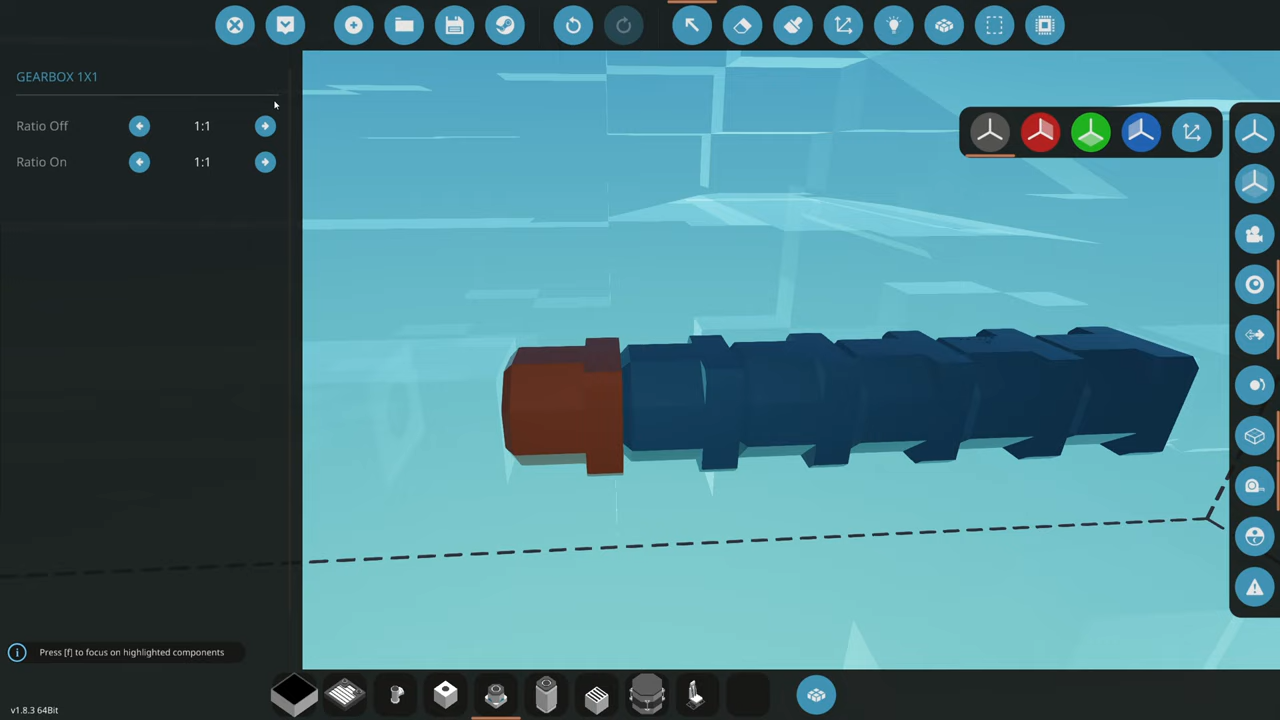 GEARBOX 1X1
Ratio Off 1:1
Ratio On 1:1
Press [f] to focus on highlighted components
v1.8.3 64Bit